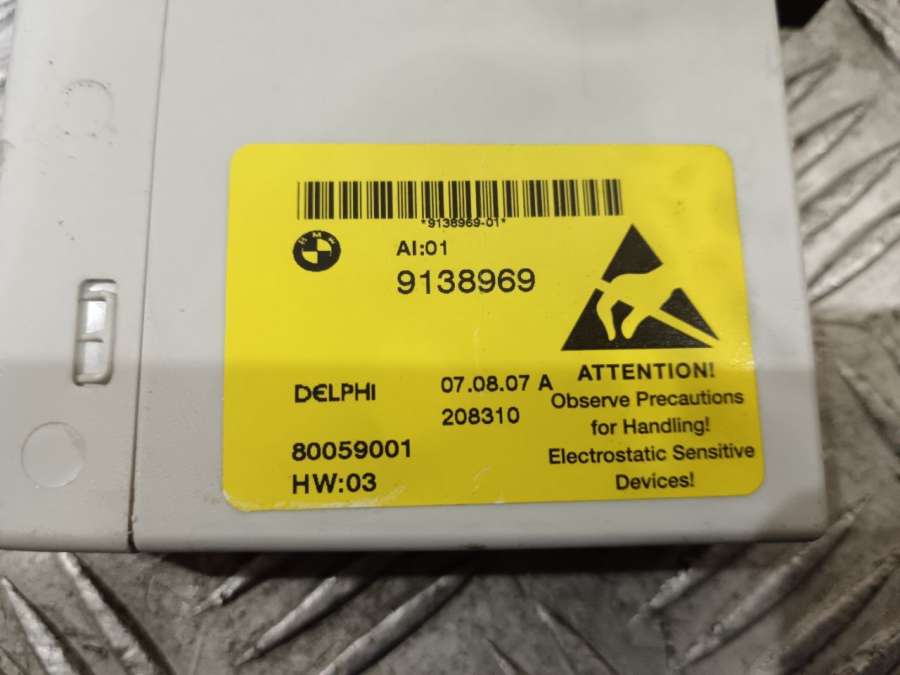 *9138969-01*
BMW
AI:01
9138969
DELPHI
07.08.07 A
208310
80059001
HW:03
ATTENTION!
Observe Precautions
for Handling!
Electrostatic Sensitive
Devices!